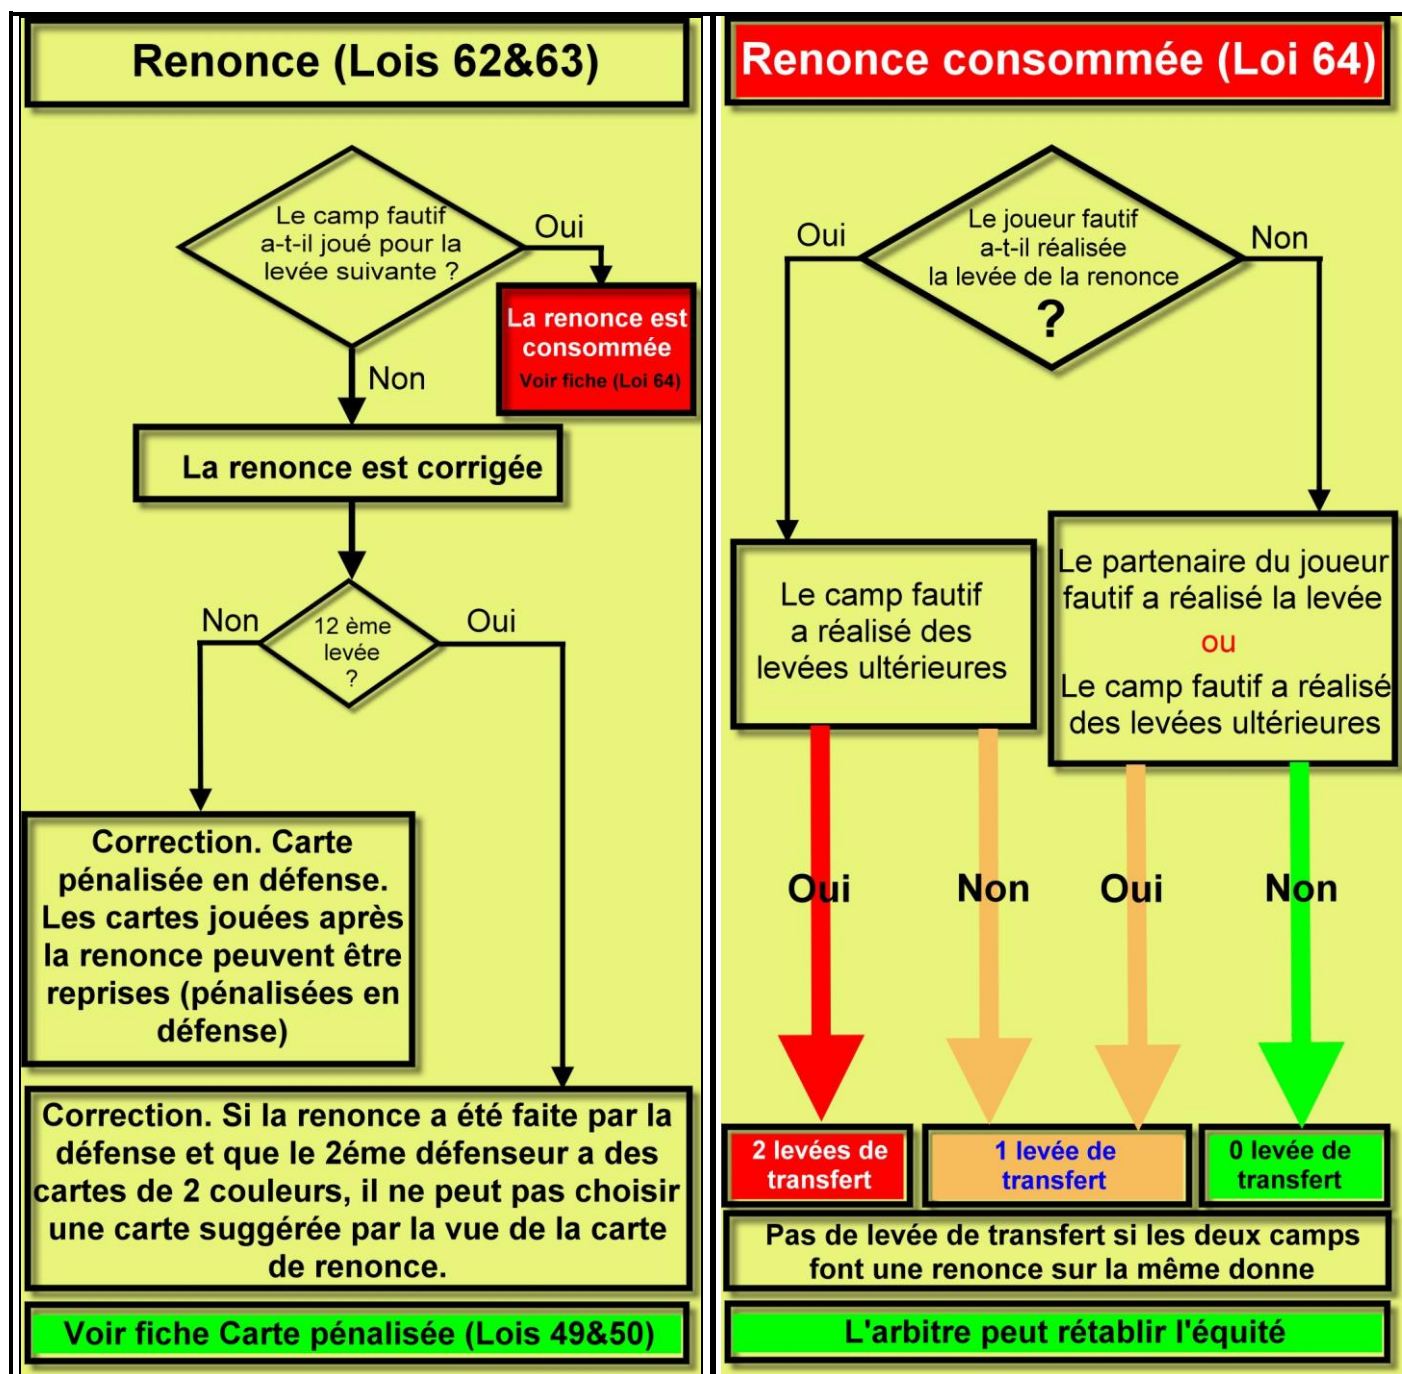 Renonce (Lois 62&63)
Le camp fautif
a-t-il joué pour la
levée suivante ?
Oui
La renonce est
consommée
Voir fiche (Loi 64)
Non
La renonce est corrigée
Non
12 ème
levée
?
Oui
Correction. Carte
pénalisée en défense.
Les cartes jouées après
la renonce peuvent être
reprises (pénalisées en
défense)
Correction. Si la renonce a été faite par la
défense et que le 2éme défenseur a des
cartes de 2 couleurs, il ne peut pas choisir
une carte suggérée par la vue de la carte
de renonce.
Voir fiche Carte pénalisée (Lois 49&50)
Renonce consommée (Loi 64)
Oui
Le joueur fautif
a-t-il réalisée
la levée de la renonce
?
Non
Le camp fautif
a réalisé des
levées ultérieures
Le partenaire du joueur
fautif a réalisé la levée
ou
Le camp fautif a réalisé
des levées ultérieures
Oui
Non
Oui
Non
2 levées de
transfert
1 levée de
transfert
0 levée de
transfert
Pas de levée de transfert si les deux camps
font une renonce sur la même donne
L'arbitre peut rétablir l'équité